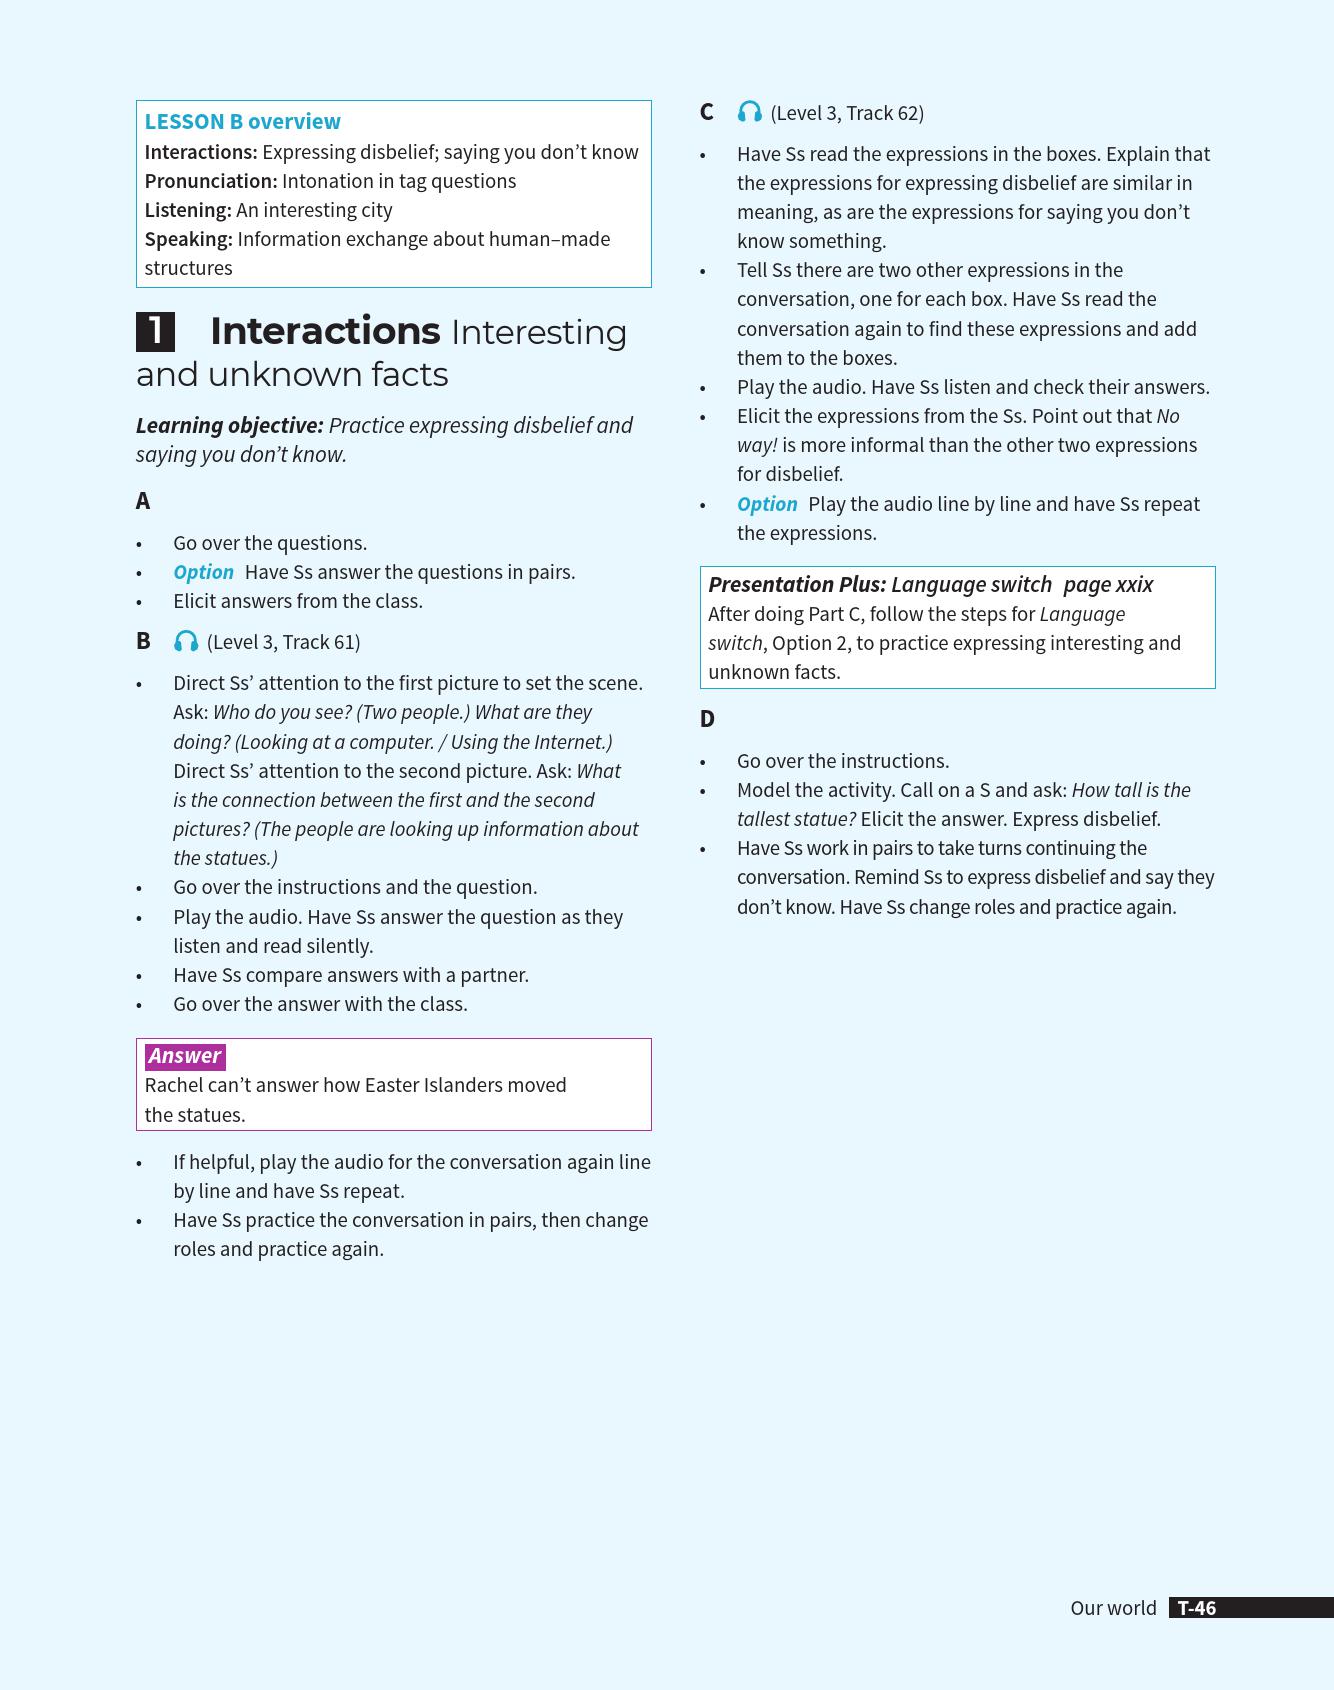 LESSON B overview
Interactions: Expressing disbelief; saying you don’t know
Pronunciation: Intonation in tag questions
Listening: An interesting city
Speaking: Information exchange about human–made
structures
1 Interactions Interesting
and unknown facts
Learning objective: Practice expressing disbelief and
saying you don’t know.
A
• Go over the questions.
• Option Have Ss answer the questions in pairs.
• Elicit answers from the class.
B (Level 3, Track 61)
• Direct Ss’ attention to the first picture to set the scene.
Ask: Who do you see? (Two people.) What are they
doing? (Looking at a computer. / Using the Internet.)
Direct Ss’ attention to the second picture. Ask: What
is the connection between the first and the second
pictures? (The people are looking up information about
the statues.)
• Go over the instructions and the question.
• Play the audio. Have Ss answer the question as they
listen and read silently.
• Have Ss compare answers with a partner.
• Go over the answer with the class.
Answer
Rachel can’t answer how Easter Islanders moved
the statues.
• If helpful, play the audio for the conversation again line
by line and have Ss repeat.
• Have Ss practice the conversation in pairs, then change
roles and practice again.
C (Level 3, Track 62)
• Have Ss read the expressions in the boxes. Explain that
the expressions for expressing disbelief are similar in
meaning, as are the expressions for saying you don’t
know something.
• Tell Ss there are two other expressions in the
conversation, one for each box. Have Ss read the
conversation again to find these expressions and add
them to the boxes.
• Play the audio. Have Ss listen and check their answers.
• Elicit the expressions from the Ss. Point out that No
way! is more informal than the other two expressions
for disbelief.
• Option Play the audio line by line and have Ss repeat
the expressions.
Presentation Plus: Language switch page xxix
After doing Part C, follow the steps for Language
switch, Option 2, to practice expressing interesting and
unknown facts.
D
• Go over the instructions.
• Model the activity. Call on a S and ask: How tall is the
tallest statue? Elicit the answer. Express disbelief.
• Have Ss work in pairs to take turns continuing the
conversation. Remind Ss to express disbelief and say they
don’t know. Have Ss change roles and practice again.
Our world T-46